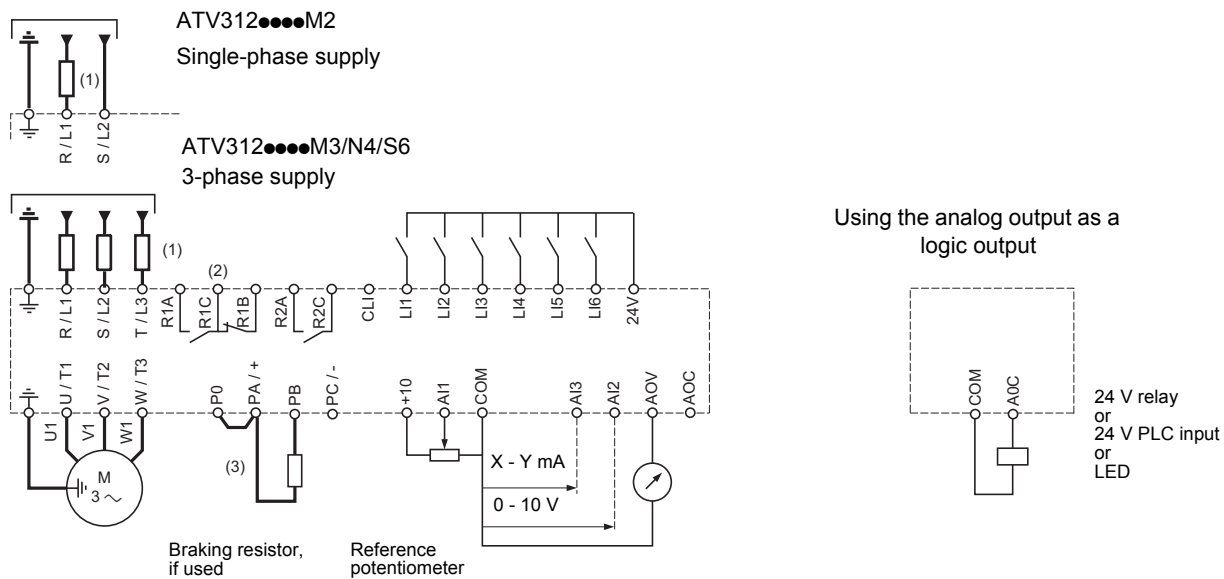 ATV312●●●●M2
Single-phase supply
(1)
R / L1
S / L2
ATV312●●●●M3/N4/S6
3-phase supply
(1)
(2)
R / L1
S / L2
T / L3
R1A
R1C
R1B
R2A
R2C
CLI
LI1
LI2
LI3
LI4
LI5
LI6
24V
U / T1
V / T2
W / T3
P0
PA / +
PB
PC / -
+10
AI1
COM
AI3
AI2
AOV
AOC
U1
V1
W1
M
3 ~
(3)
X - Y mA
0 - 10 V
Braking resistor,
if used
Reference
potentiometer
Using the analog output as a
logic output
COM
A0C
24 V relay
or
24 V PLC input
or
LED